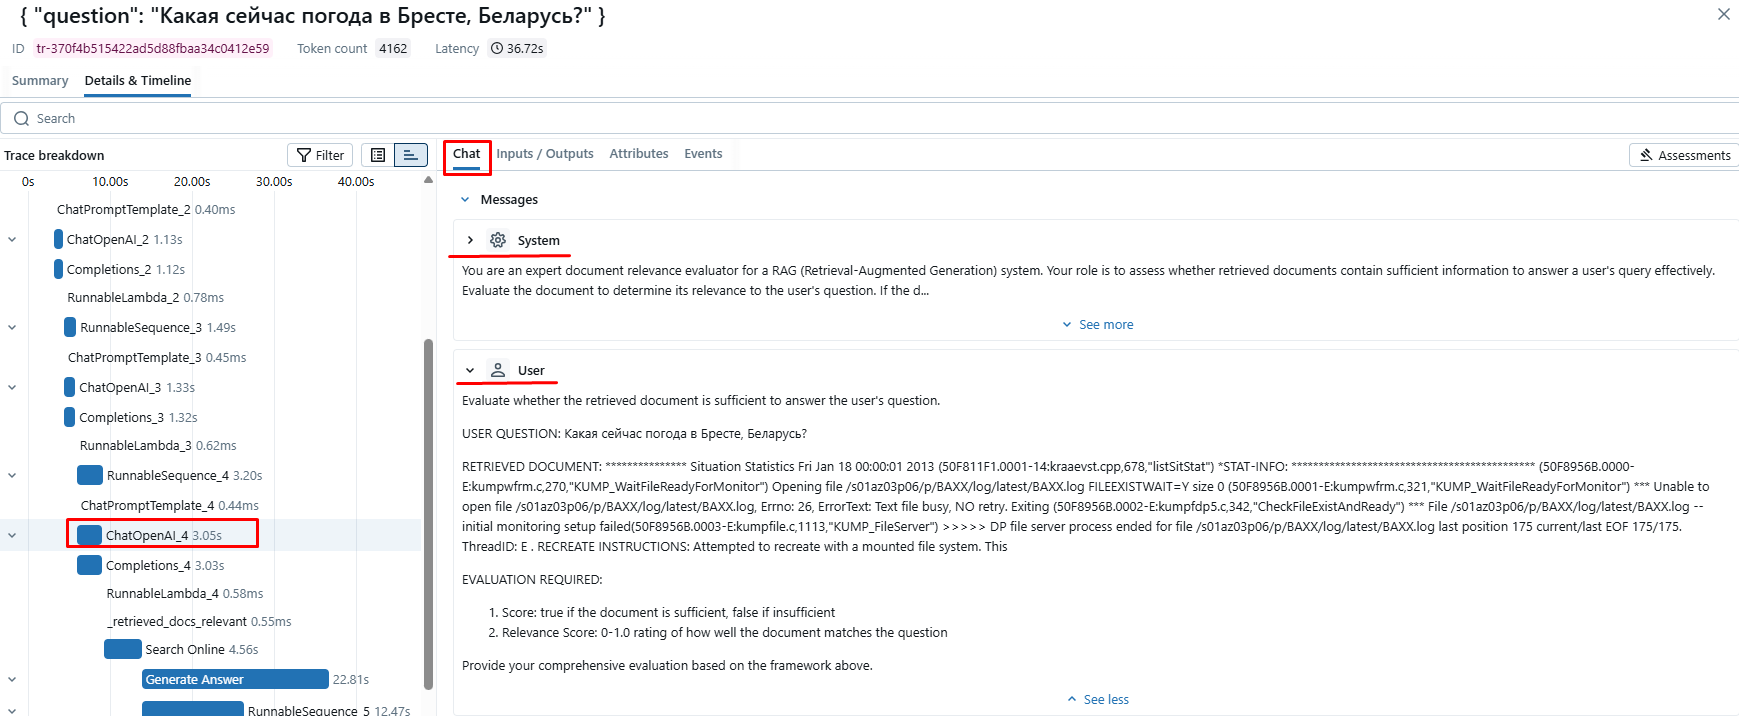 { "question": "Какая сейчас погода в Бресте, Беларусь?" }
ID tr-370f4b515422ad5d88fbaa34c0412e59 Token count 4162 Latency 36.72s
Summary Details & Timeline
Search
Trace breakdown Filter
0s 10.00s 20.00s 30.00s 40.00s
ChatPromptTemplate_2 0.40ms
ChatOpenAI_2 1.13s
Completions_2 1.12s
RunnableLambda_2 0.78ms
RunnableSequence_3 1.49s
ChatPromptTemplate_3 0.45ms
ChatOpenAI_3 1.33s
Completions_3 1.32s
RunnableLambda_3 0.62ms
RunnableSequence_4 3.20s
ChatPromptTemplate_4 0.44ms
ChatOpenAI_4 3.05s
Completions_4 3.03s
RunnableLambda_4 0.58ms
_retrieved_docs_relevant 0.55ms
Search Online 4.56s
Generate Answer 22.81s
RunnableSequence_5 12.47s
Chat Inputs / Outputs Attributes Events Assessments
Messages
System
You are an expert document relevance evaluator for a RAG (Retrieval-Augmented Generation) system. Your role is to assess whether retrieved documents contain sufficient information to answer a user's query effectively.
Evaluate the document to determine its relevance to the user's question. If the d...
See more
User
Evaluate whether the retrieved document is sufficient to answer the user's question.
USER QUESTION: Какая сейчас погода в Бресте, Беларусь?
RETRIEVED DOCUMENT: *************** Situation Statistics Fri Jan 18 00:00:01 2013 (50F811F1.0001-14:kraaevst.cpp,678,"listSitStat") *STAT-INFO: ******************************************** (50F8956B.0000-
E:kumpwfrm.c,270,"KUMP_WaitFileReadyForMonitor") Opening file /s01az03p06/p/BAXX/log/latest/BAXX.log FILEEXISTWAIT=Y size 0 (50F8956B.0001-E:kumpwfrm.c,321,"KUMP_WaitFileReadyForMonitor") *** Unable to
open file /s01az03p06/p/BAXX/log/latest/BAXX.log, Errno: 26, ErrorText: Text file busy, NO retry. Exiting (50F8956B.0002-E:kumpfdp5.c,342,"CheckFileExistAndReady") *** File /s01az03p06/p/BAXX/log/latest/BAXX.log --
initial monitoring setup failed(50F8956B.0003-E:kumpfile.c,1113,"KUMP_FileServer") >>>>> DP file server process ended for file /s01az03p06/p/BAXX/log/latest/BAXX.log last position 175 current/last EOF 175/175.
ThreadID: E . RECREATE INSTRUCTIONS: Attempted to recreate with a mounted file system. This
EVALUATION REQUIRED:
1. Score: true if the document is sufficient, false if insufficient
2. Relevance Score: 0-1.0 rating of how well the document matches the question
Provide your comprehensive evaluation based on the framework above.
See less